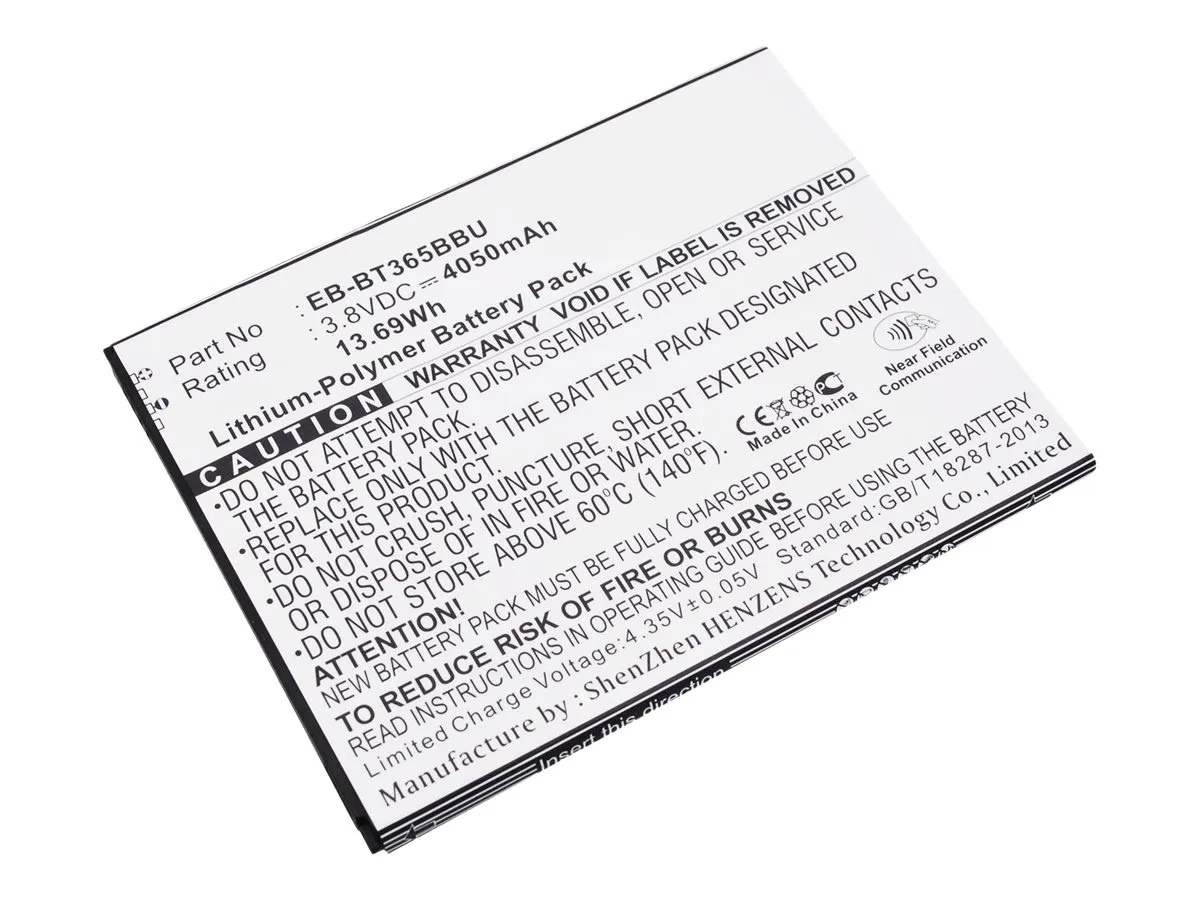 Part No : EB-BT365BBU
Rating : 3.8VDC ⎓ 4050mAh
13.69Wh
Lithium-Polymer Battery Pack
CAUTION WARRANTY VOID IF LABEL IS REMOVED
•DO NOT ATTEMPT TO DISASSEMBLE, OPEN OR SERVICE
THE BATTERY PACK.
•REPLACE ONLY WITH THE BATTERY PACK DESIGNATED
FOR THIS PRODUCT.
•DO NOT CRUSH, PUNCTURE, SHORT EXTERNAL CONTACTS
OR DISPOSE OF IN FIRE OR WATER.
•DO NOT STORE ABOVE 60°C (140°F).
Near Field
Communication
CE
Made In China
ATTENTION!
NEW BATTERY PACK MUST BE FULLY CHARGED BEFORE USE
TO REDUCE RISK OF FIRE OR BURNS
READ INSTRUCTIONS IN OPERATING GUIDE BEFORE USING THE BATTERY
Limited Charge Voltage:4.35V±0.05V Standard:GB/T18287-2013
Manufacture by : ShenZhen HENZENS Technology Co., Limited
Insert this direction